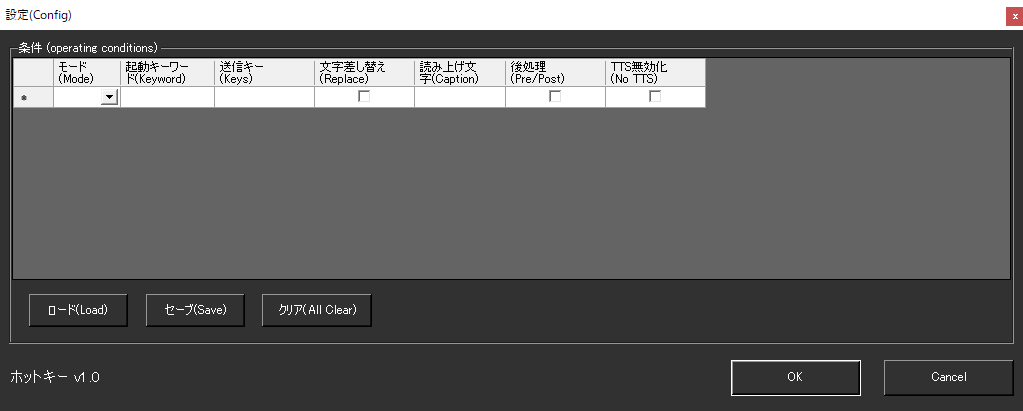 設定(Config)
x
条件 (operating conditions)
モード
(Mode)
起動キーワー
ド(Keyword)
送信キー
(Keys)
文字差し替え
(Replace)
読み上げ文
字(Caption)
後処理
(Pre/Post)
TTS無効化
(No TTS)
*
ロード(Load)
セーブ(Save)
クリア(All Clear)
ホットキー v1.0
OK
Cancel